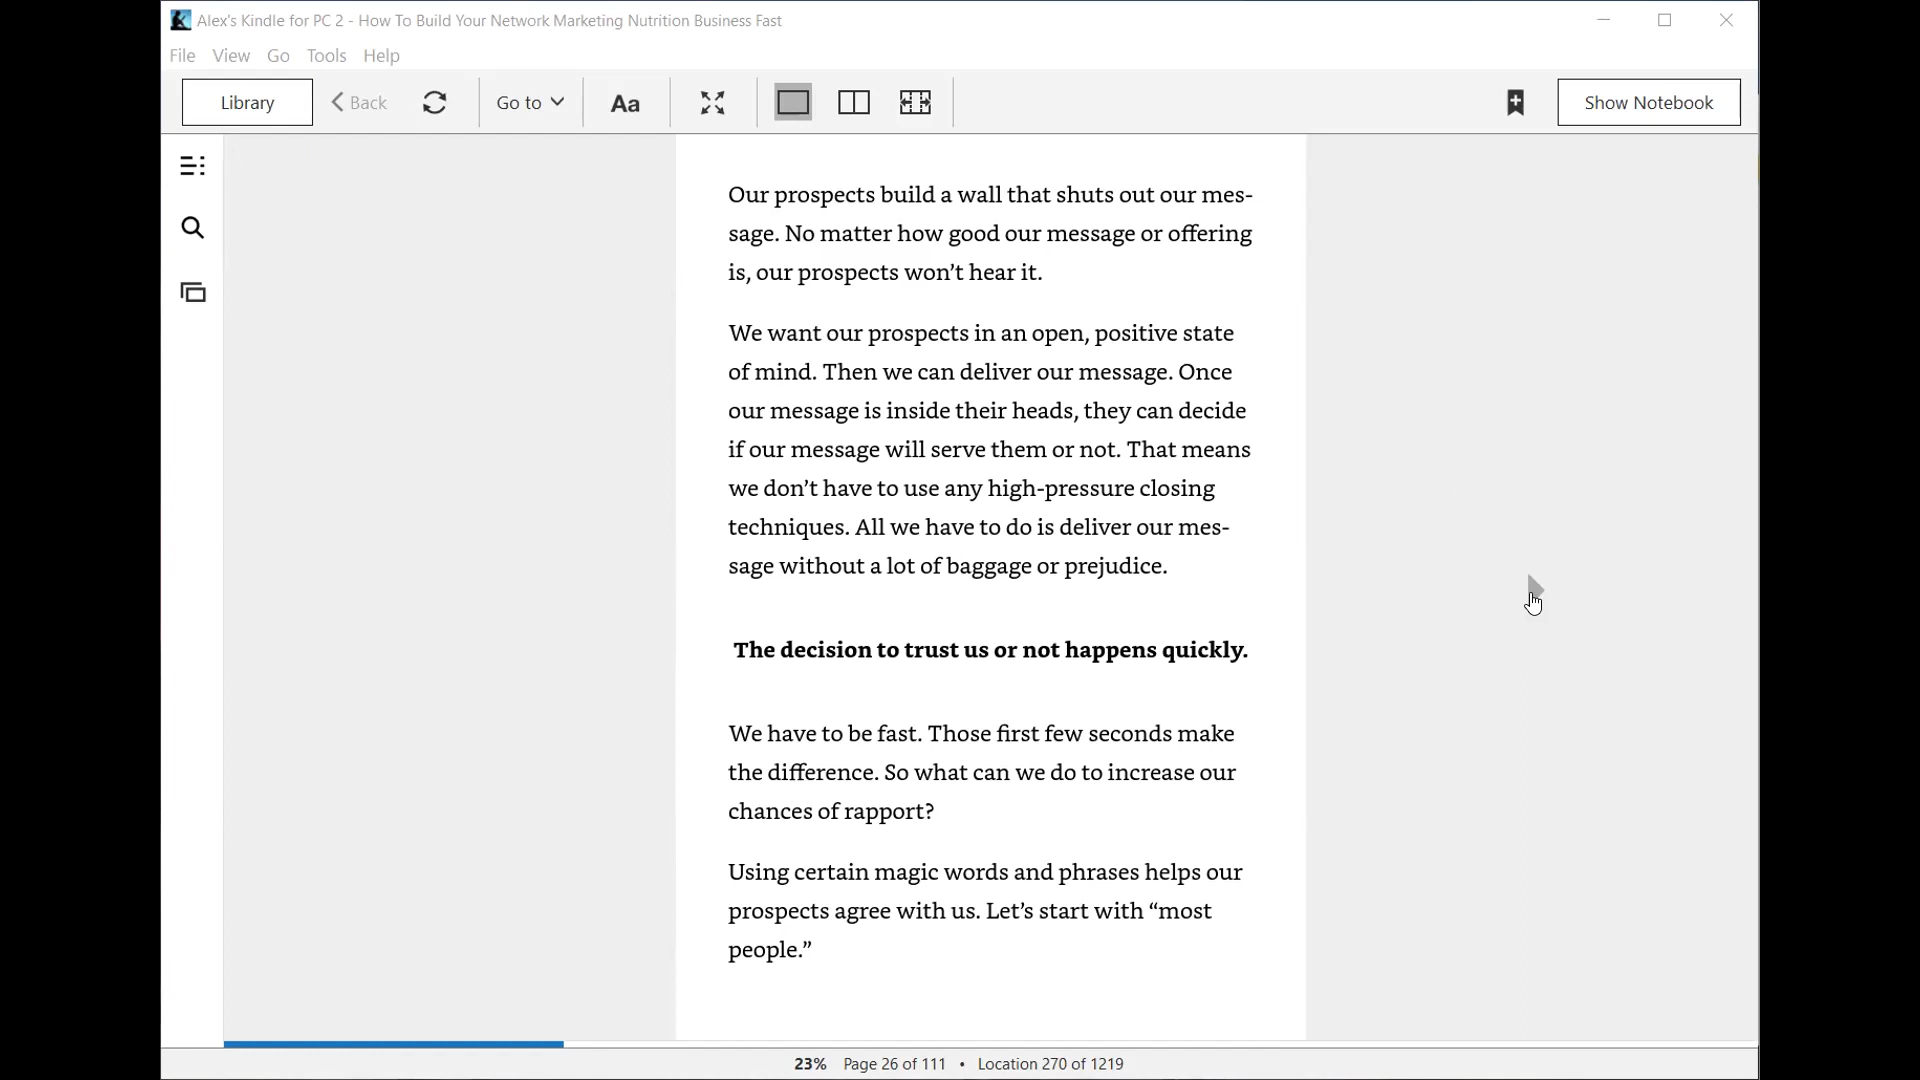 Alex's Kindle for PC 2 - How To Build Your Network Marketing Nutrition Business Fast
File View Go Tools Help
Library Back Go to Aa Show Notebook
Our prospects build a wall that shuts out our mes-
sage. No matter how good our message or offering
is, our prospects won’t hear it.
We want our prospects in an open, positive state
of mind. Then we can deliver our message. Once
our message is inside their heads, they can decide
if our message will serve them or not. That means
we don’t have to use any high-pressure closing
techniques. All we have to do is deliver our mes-
sage without a lot of baggage or prejudice.
The decision to trust us or not happens quickly.
We have to be fast. Those first few seconds make
the difference. So what can we do to increase our
chances of rapport?
Using certain magic words and phrases helps our
prospects agree with us. Let’s start with “most
people.”
23% Page 26 of 111 • Location 270 of 1219